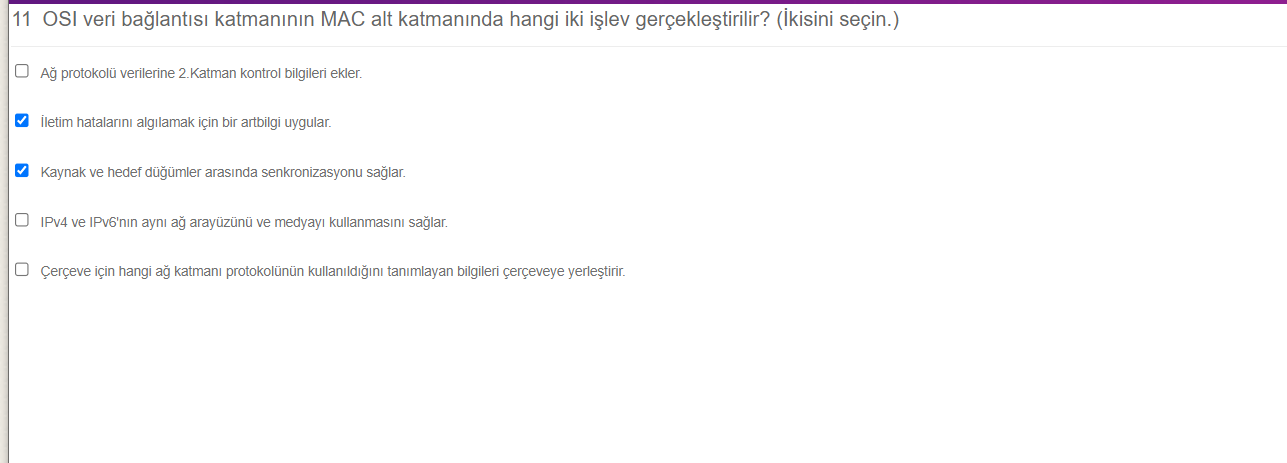 11 OSI veri bağlantısı katmanının MAC alt katmanında hangi iki işlev gerçekleştirilir? (İkisini seçin.)
Ağ protokolü verilerine 2.Katman kontrol bilgileri ekler.
İletim hatalarını algılamak için bir artbilgi uygular.
Kaynak ve hedef düğümler arasında senkronizasyonu sağlar.
IPv4 ve IPv6'nın aynı ağ arayüzünü ve medyayı kullanmasını sağlar.
Çerçeve için hangi ağ katmanı protokolünün kullanıldığını tanımlayan bilgileri çerçeveye yerleştirir.